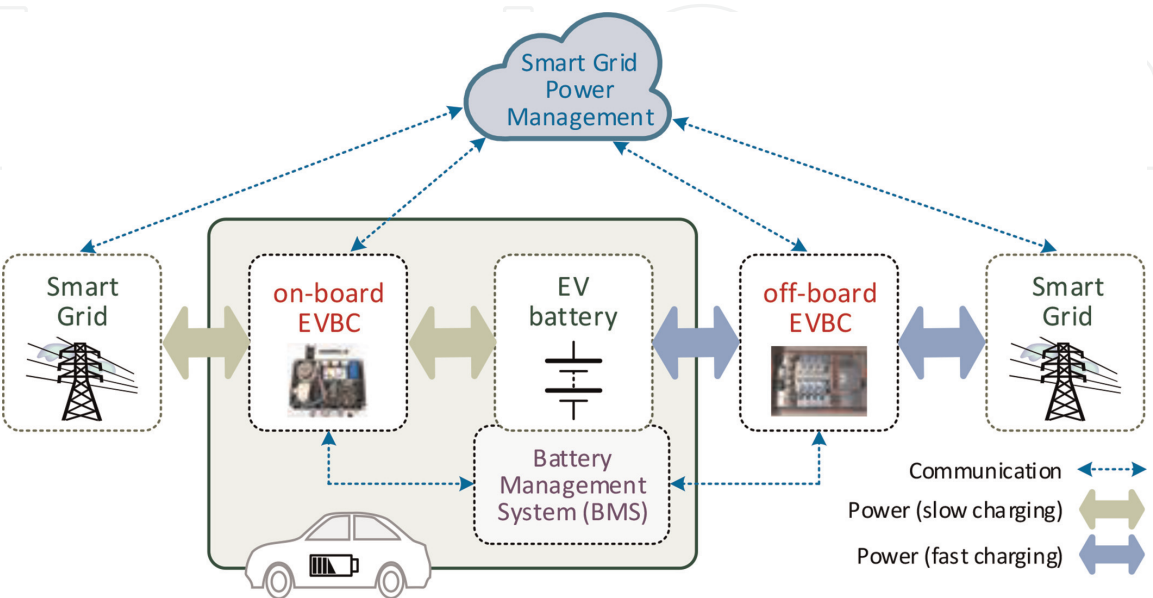 Smart Grid
Power
Management
Smart
Grid
on-board
EVBC
EV
battery
off-board
EVBC
Smart
Grid
Battery
Management
System (BMS)
Communication
Power (slow charging)
Power (fast charging)